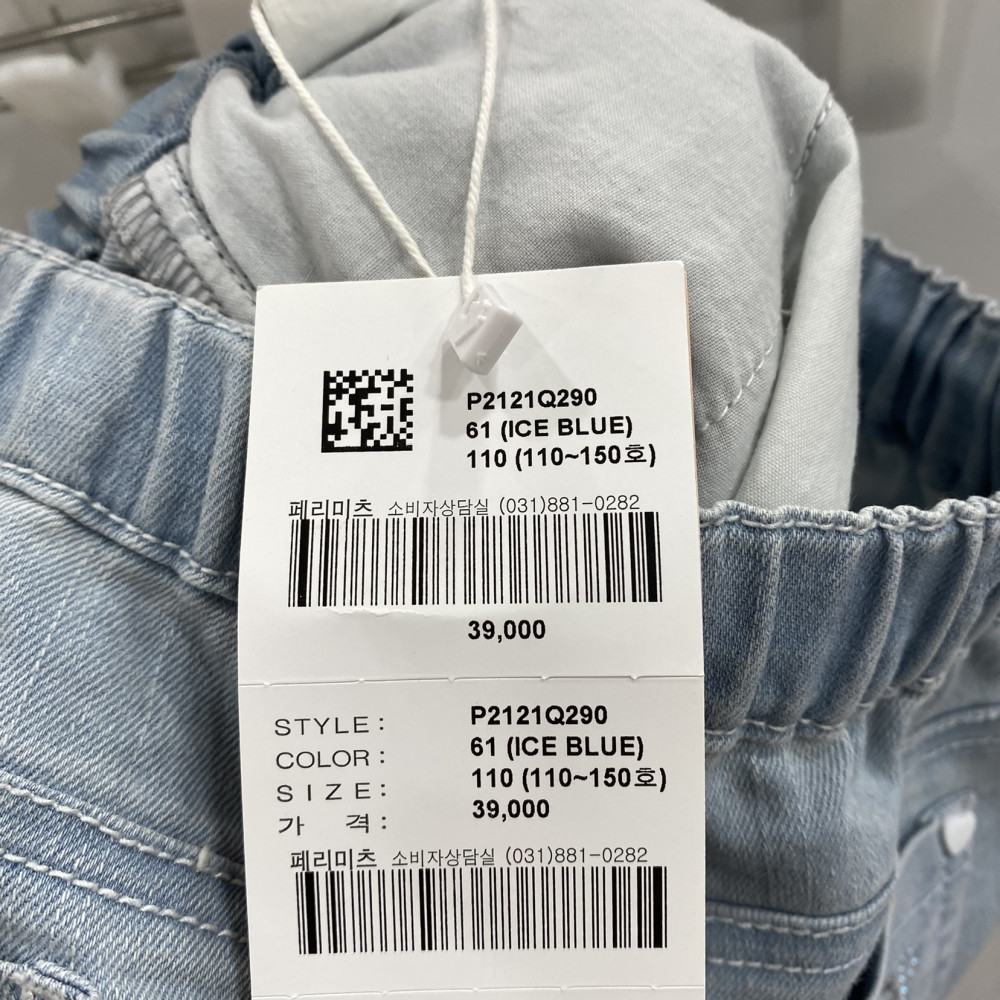 P2121Q290
61 (ICE BLUE)
110 (110~150호)
페리미츠 소비자상담실 (031)881-0282
39,000
STYLE : P2121Q290
COLOR : 61 (ICE BLUE)
SIZE : 110 (110~150호)
가 격 : 39,000
페리미츠 소비자상담실 (031)881-0282